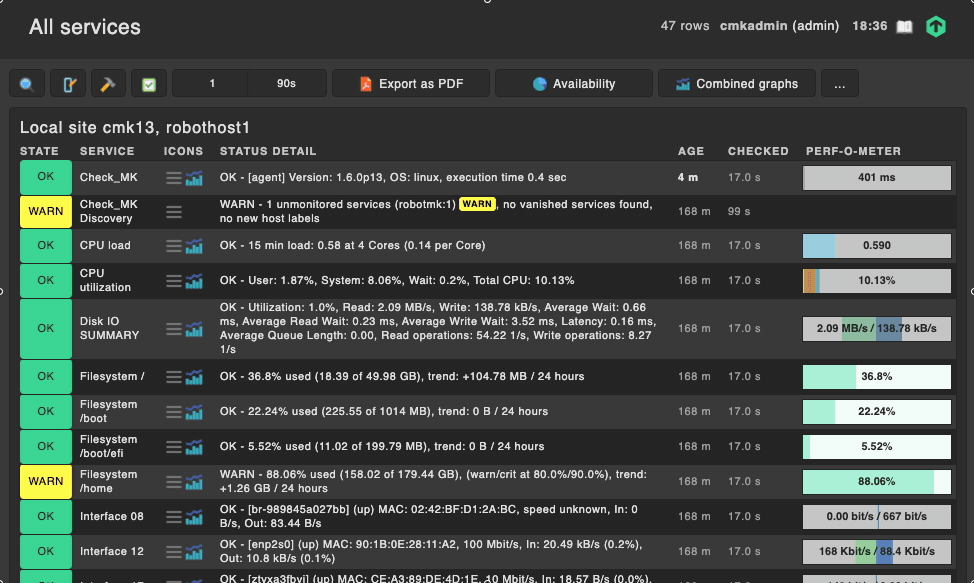 All services
47 rows cmkadmin (admin) 18:36
1 90s Export as PDF Availability Combined graphs ...
Local site cmk13, robothost1
STATE SERVICE ICONS STATUS DETAIL AGE CHECKED PERF-O-METER
OK Check_MK OK - [agent] Version: 1.6.0p13, OS: linux, execution time 0.4 sec 4 m 17.0 s 401 ms
WARN Check_MK Discovery WARN - 1 unmonitored services (robotmk:1) WARN, no vanished services found,
no new host labels 168 m 99 s
OK CPU load OK - 15 min load: 0.58 at 4 Cores (0.14 per Core) 168 m 17.0 s 0.590
OK CPU utilization OK - User: 1.87%, System: 8.06%, Wait: 0.2%, Total CPU: 10.13% 168 m 17.0 s 10.13%
OK Disk IO SUMMARY OK - Utilization: 1.0%, Read: 2.09 MB/s, Write: 138.78 kB/s, Average Wait: 0.66
ms, Average Read Wait: 0.23 ms, Average Write Wait: 3.52 ms, Latency: 0.16 ms,
Average Queue Length: 0.00, Read operations: 54.22 1/s, Write operations: 8.27
1/s 168 m 17.0 s 2.09 MB/s / 138.78 kB/s
OK Filesystem / OK - 36.8% used (18.39 of 49.98 GB), trend: +104.78 MB / 24 hours 168 m 17.0 s 36.8%
OK Filesystem /boot OK - 22.24% used (225.55 of 1014 MB), trend: 0 B / 24 hours 168 m 17.0 s 22.24%
OK Filesystem /boot/efi OK - 5.52% used (11.02 of 199.79 MB), trend: 0 B / 24 hours 168 m 17.0 s 5.52%
WARN Filesystem /home WARN - 88.06% used (158.02 of 179.44 GB), (warn/crit at 80.0%/90.0%), trend:
+1.26 GB / 24 hours 168 m 17.0 s 88.06%
OK Interface 08 OK - [br-989845a027bb] (up) MAC: 02:42:BF:D1:2A:BC, speed unknown, In: 0
B/s, Out: 83.44 B/s 168 m 17.0 s 0.00 bit/s / 667 bit/s
OK Interface 12 OK - [enp2s0] (up) MAC: 90:1B:0E:28:11:A2, 100 Mbit/s, In: 20.49 kB/s (0.2%),
Out: 10.8 kB/s (0.1%) 168 m 17.0 s 168 Kbit/s / 88.4 Kbit/s
OK - [ztyxa3fbvj] (up) MAC: CE:A3:89:DE:4D:1E, 10 Mbit/s, In: 18.57 B/s (0.0%),